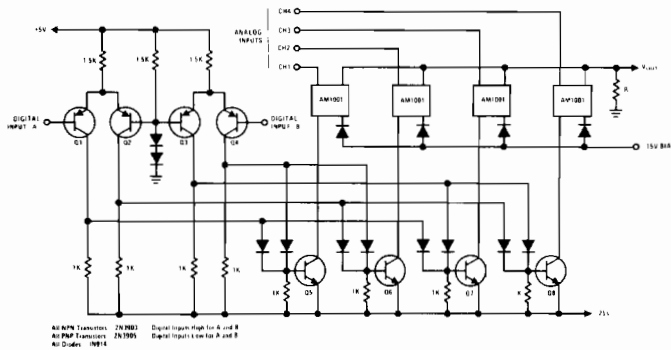 +5V
1.5K
1.5K
1.5K
ANALOG
INPUTS
CH4
CH3
CH2
CH1
AM1001
AM1001
AM1001
AM1001
VOUT
R
DIGITAL
INPUT A
Q1
Q2
Q3
Q4
DIGITAL
INPUT B
15V BIAS
1K
1K
1K
1K
1K
Q5
1K
Q6
1K
Q7
1K
Q8
All NPN Transistors 2N3903 Digital Inputs High for A and B
All PNP Transistors 2N3905 Digital Inputs Low for A and B
All Diodes 1N914